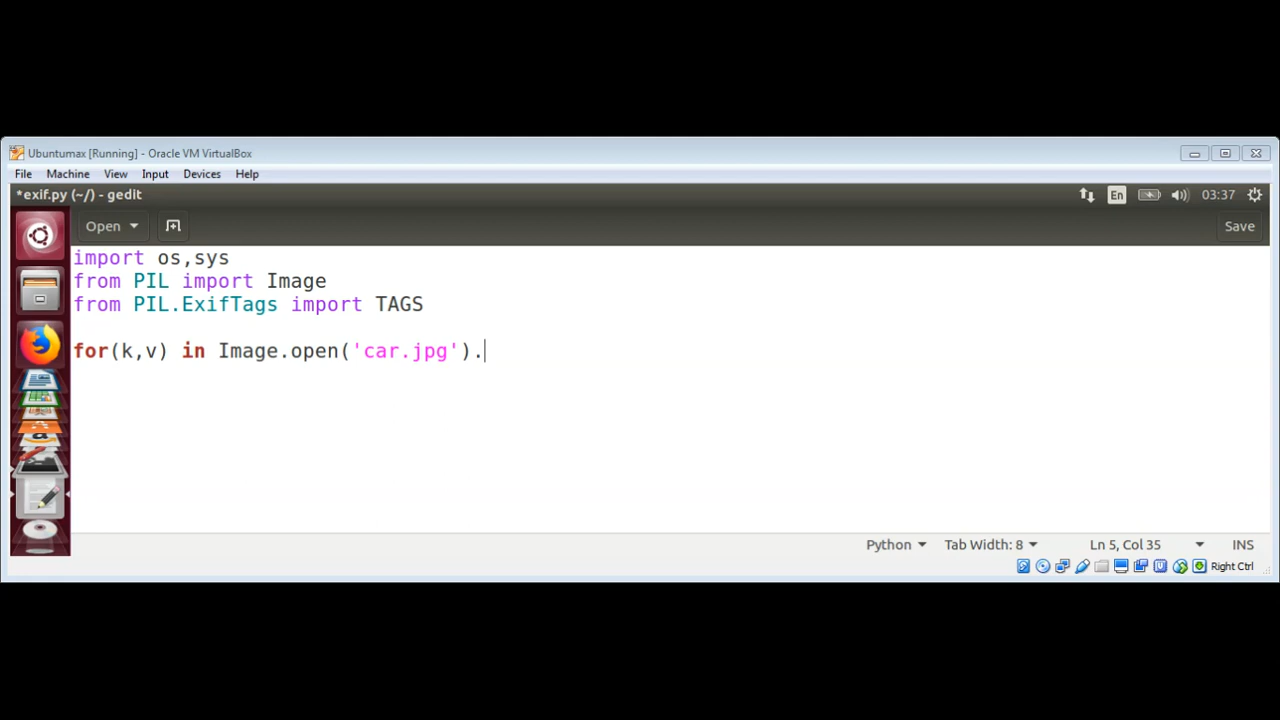 Ubuntumax [Running] - Oracle VM VirtualBox
File Machine View Input Devices Help
*exif.py (~/) - gedit En 03:37
Open Save
import os,sys
from PIL import Image
from PIL.ExifTags import TAGS
for(k,v) in Image.open('car.jpg').
Python Tab Width: 8 Ln 5, Col 35 INS
Right Ctrl